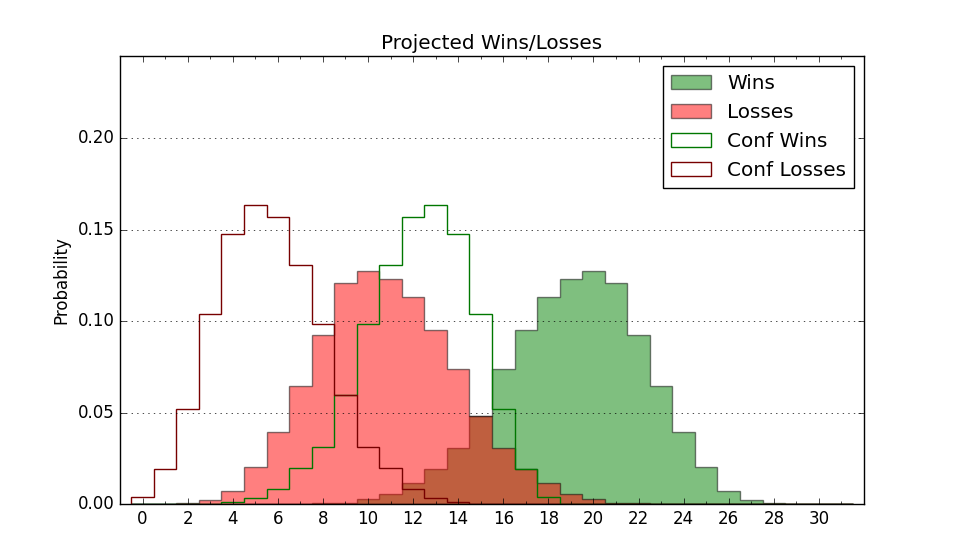 Projected Wins/Losses
Wins
Losses
Conf Wins
Conf Losses
Probability
0.20
0.15
0.10
0.05
0.00
0 2 4 6 8 10 12 14 16 18 20 22 24 26 28 30